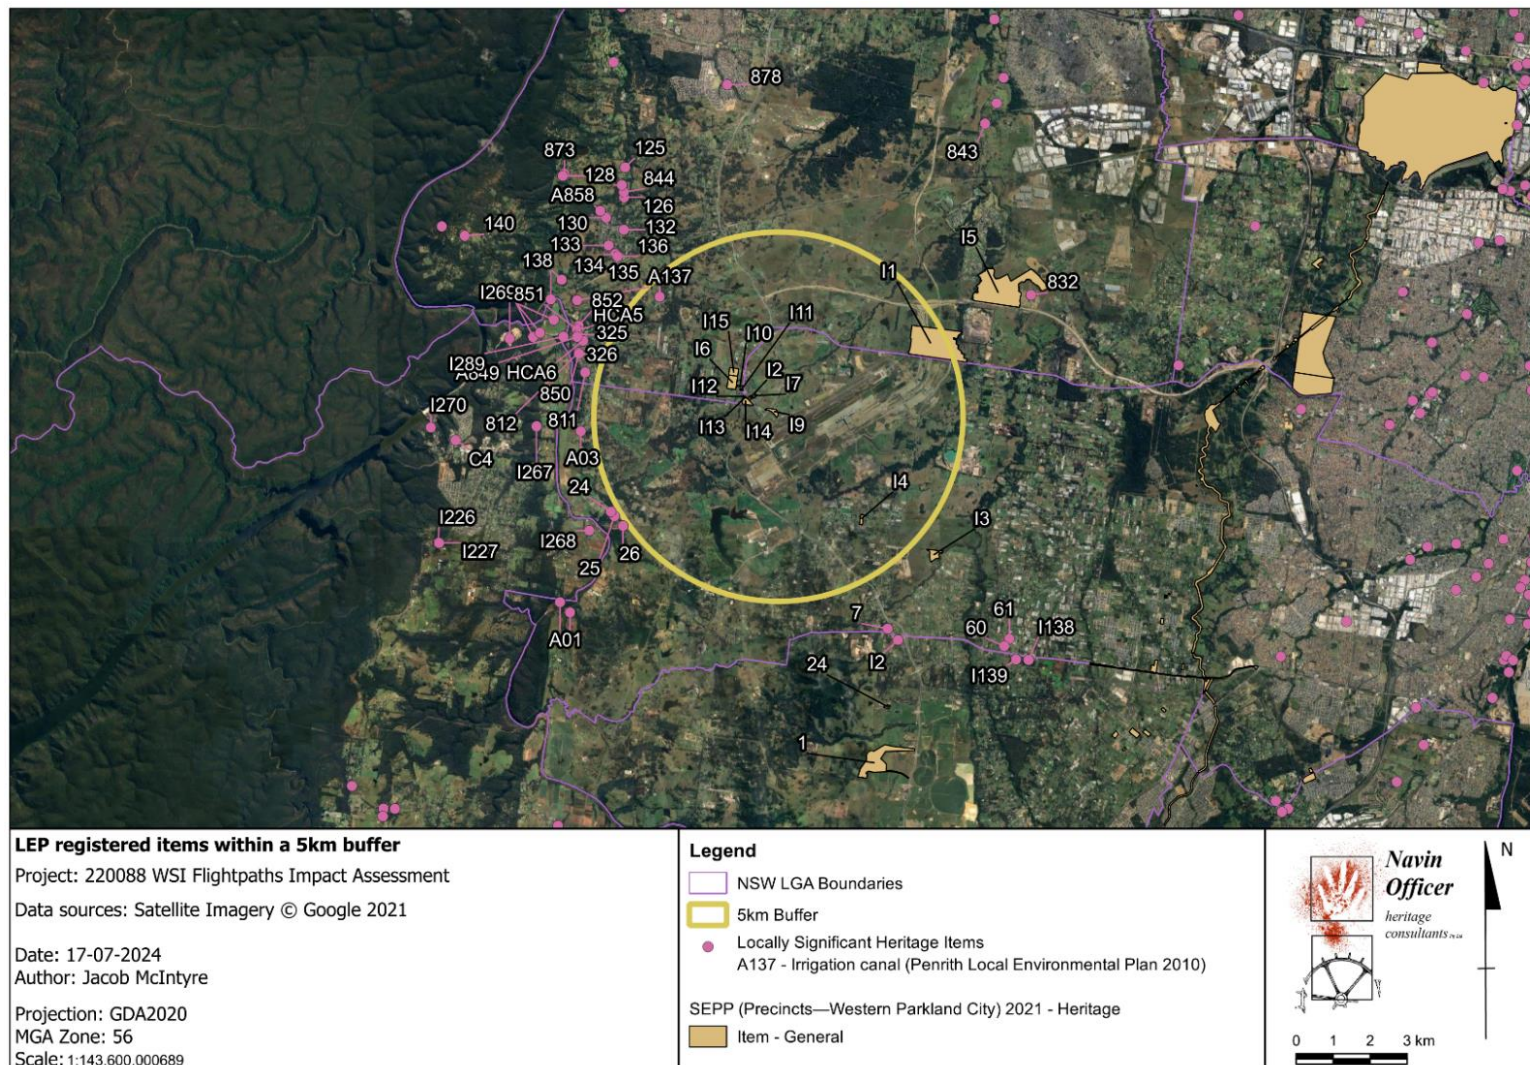 878
843
873
125
128
844
A858
126
140
130
132
133
136
138
134
135
A137
I5
I1
832
I269
851
852
HCA5
325
I15
I10
I11
I6
326
I289
A849 HCA6
I2
I12
I7
850
I270
812
811
I13
I14
I9
C4
I267
A03
24
I4
I226
I268
I3
I227
26
25
A01
7
61
60
I138
I2
I139
24
1
LEP registered items within a 5km buffer
Project: 220088 WSI Flightpaths Impact Assessment
Data sources: Satellite Imagery © Google 2021
Date: 17-07-2024
Author: Jacob McIntyre
Projection: GDA2020
MGA Zone: 56
Scale: 1:143,600.000689
Legend
NSW LGA Boundaries
5km Buffer
Locally Significant Heritage Items
A137 - Irrigation canal (Penrith Local Environmental Plan 2010)
SEPP (Precincts—Western Parkland City) 2021 - Heritage
Item - General
Navin
Officer
heritage
consultants
N
0 1 2 3 km